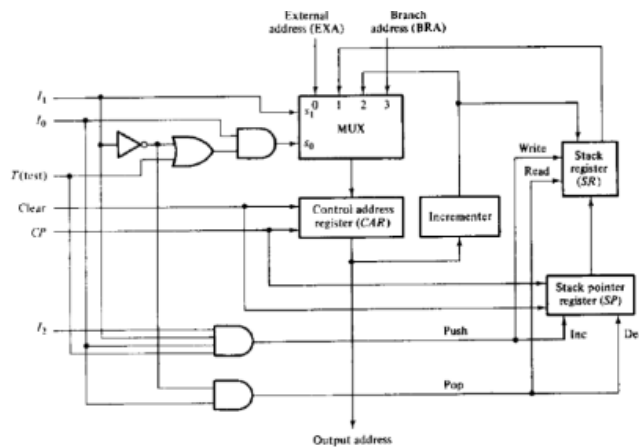 External
address (EXA)
Branch
address (BRA)
I1
I0
T(test)
Clear
CP
I2
0 1 2 3
s1
s0
MUX
Control address
register (CAR)
Incrementer
Write
Read
Stack
register
(SR)
Stack pointer
register (SP)
Push
Inc
De
Pop
Output address